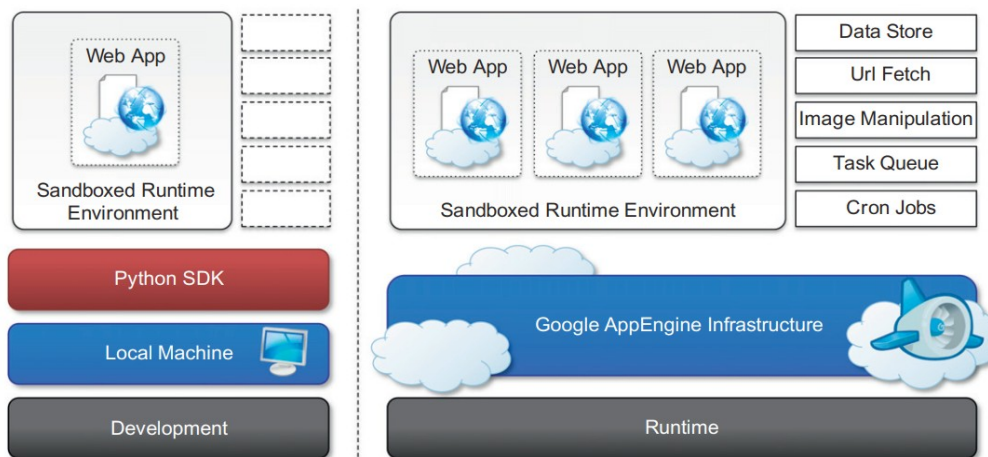 Web App
Sandboxed Runtime
Environment
Python SDK
Local Machine
Development
Web App
Web App
Web App
Sandboxed Runtime Environment
Data Store
Url Fetch
Image Manipulation
Task Queue
Cron Jobs
Google AppEngine Infrastructure
Runtime